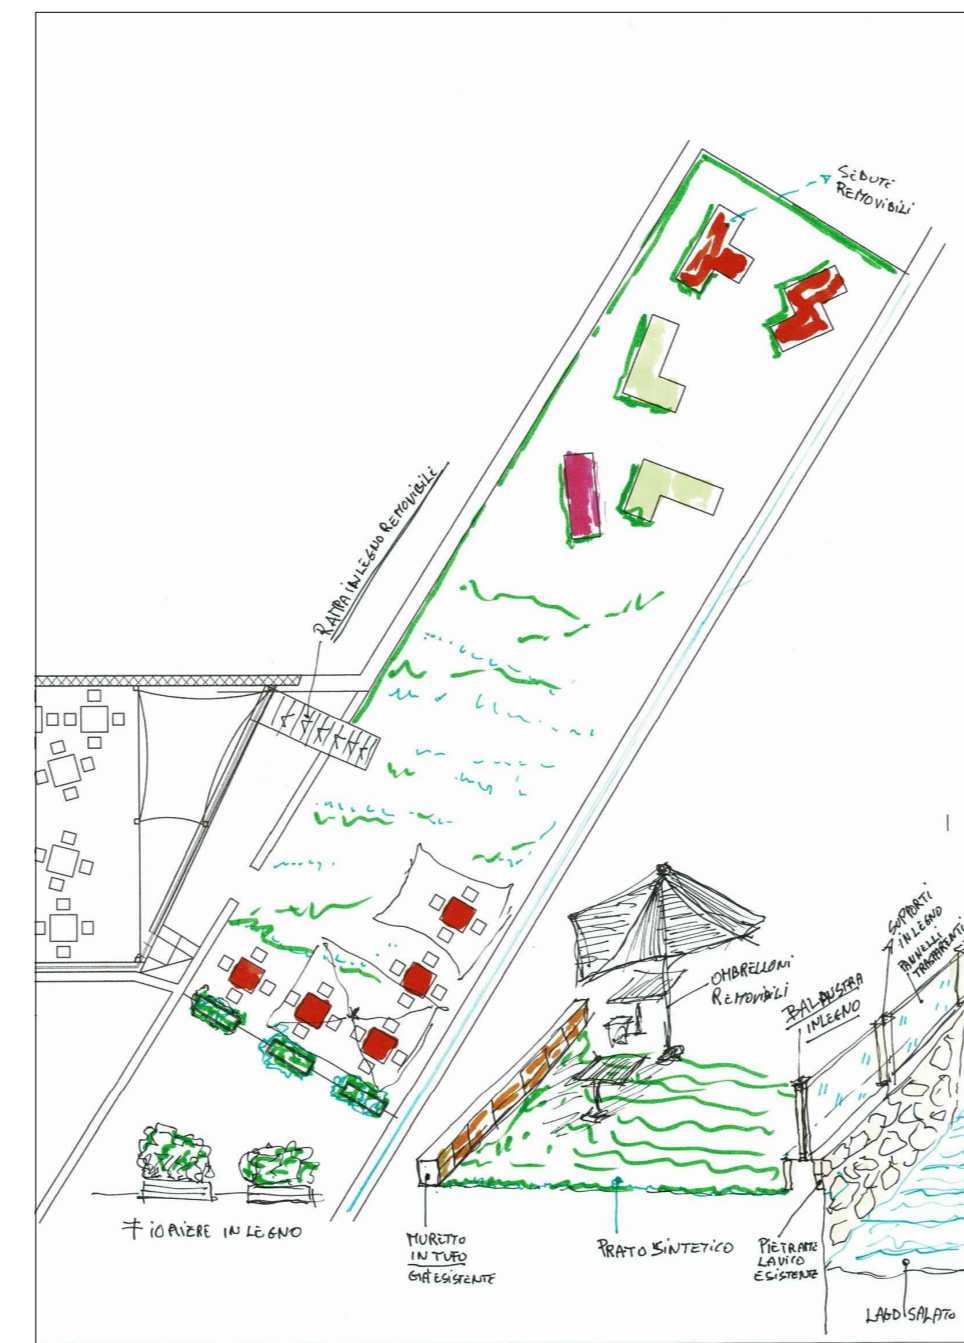 SEDUTE
REMOVIBILI
RAMPA IN LEGNO REMOVIBILE
SUPPORTI
IN LEGNO
PANNELLI
TRASPARENTI
OMBRELLONI
REMOVIBILI
BALAUSTRA
IN LEGNO
FIORIERE IN LEGNO
MURETTO
IN TUFO
GIÀ ESISTENTE
PRATO SINTETICO
PIETRAME
LAVICO
ESISTENTE
LAGO SALATO